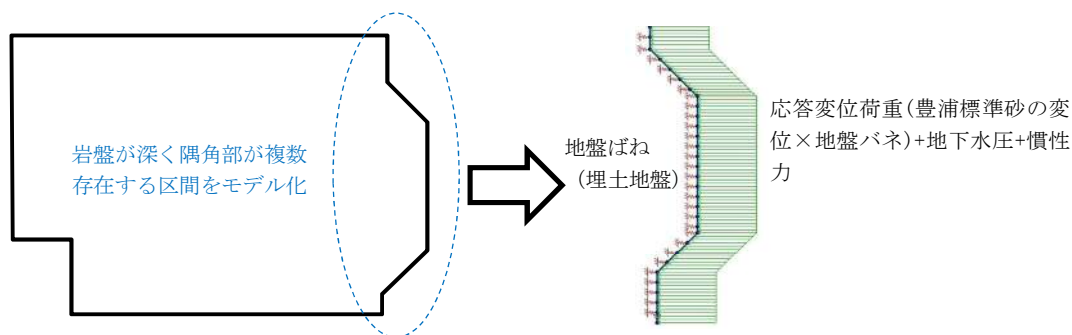 岩盤が深く隅角部が複数
存在する区間をモデル化
地盤ばね
（埋土地盤）
応答変位荷重(豊浦標準砂の変
位×地盤バネ)+地下水圧+慣性
力